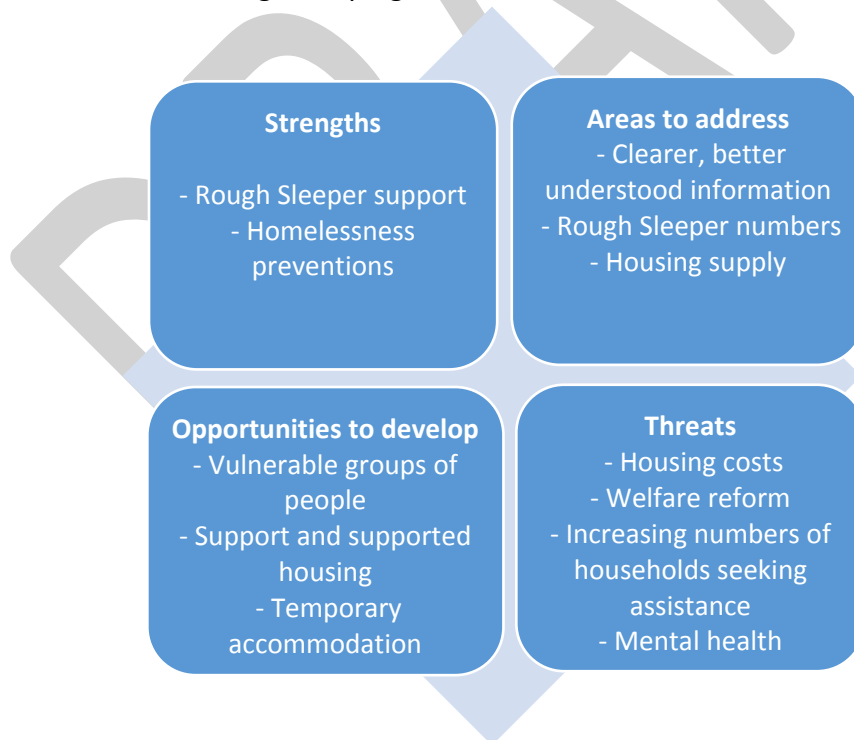 Strengths
- Rough Sleeper support
- Homelessness
preventions
Areas to address
- Clearer, better
understood information
- Rough Sleeper numbers
- Housing supply
Opportunities to develop
- Vulnerable groups of
people
- Support and supported
housing
- Temporary
accommodation
Threats
- Housing costs
- Welfare reform
- Increasing numbers of
households seeking
assistance
- Mental health